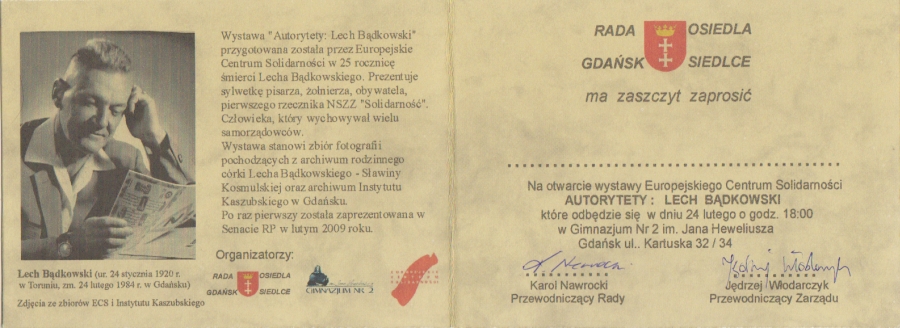 Wystawa "Autorytety: Lech Bądkowski"
przygotowana została przez Europejskie
Centrum Solidarności w 25 rocznicę
śmierci Lecha Bądkowskiego. Prezentuje
sylwetkę pisarza, żołnierza, obywatela,
pierwszego rzecznika NSZZ "Solidarność".
Człowieka, który wychowywał wielu
samorządowców.
Wystawa stanowi zbiór fotografii
pochodzących z archiwum rodzinnego
córki Lecha Bądkowskiego - Sławiny
Kosmulskiej oraz archiwum Instytutu
Kaszubskiego w Gdańsku.
Po raz pierwszy została zaprezentowana w
Senacie RP w lutym 2009 roku.
Organizatorzy:
RADA OSIEDLA
GDAŃSK SIEDLCE
GIMNAZJUM NR 2
Lech Bądkowski (ur. 24 stycznia 1920 r.
w Toruniu, zm. 24 lutego 1984 r. w Gdańsku)
Zdjęcia ze zbiorów ECS i Instytutu Kaszubskiego
RADA OSIEDLA
GDAŃSK SIEDLCE
ma zaszczyt zaprosić
Na otwarcie wystawy Europejskiego Centrum Solidarności
AUTORYTETY : LECH BĄDKOWSKI
które odbędzie się w dniu 24 lutego o godz. 18:00
w Gimnazjum Nr 2 im. Jana Heweliusza
Gdańsk ul.. Kartuska 32 / 34
K. Nawrocki
Jędrzej Włodarczyk
Karol Nawrocki
Przewodniczący Rady
Jędrzej Włodarczyk
Przewodniczący Zarządu